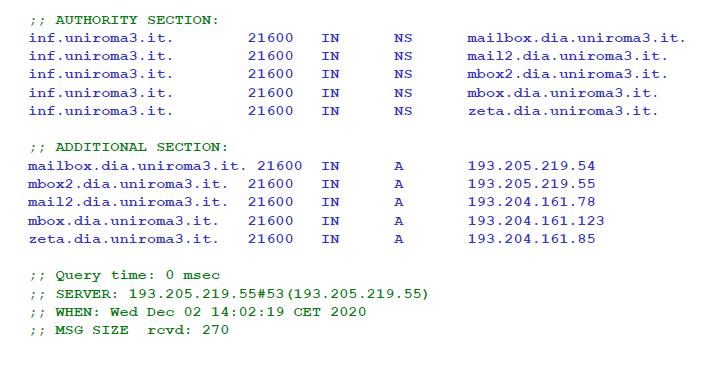 ;; AUTHORITY SECTION:
inf.uniroma3.it. 21600 IN NS mailbox.dia.uniroma3.it.
inf.uniroma3.it. 21600 IN NS mail2.dia.uniroma3.it.
inf.uniroma3.it. 21600 IN NS mbox2.dia.uniroma3.it.
inf.uniroma3.it. 21600 IN NS mbox.dia.uniroma3.it.
inf.uniroma3.it. 21600 IN NS zeta.dia.uniroma3.it.
;; ADDITIONAL SECTION:
mailbox.dia.uniroma3.it. 21600 IN A 193.205.219.54
mbox2.dia.uniroma3.it. 21600 IN A 193.205.219.55
mail2.dia.uniroma3.it. 21600 IN A 193.204.161.78
mbox.dia.uniroma3.it. 21600 IN A 193.204.161.123
zeta.dia.uniroma3.it. 21600 IN A 193.204.161.85
;; Query time: 0 msec
;; SERVER: 193.205.219.55#53(193.205.219.55)
;; WHEN: Wed Dec 02 14:02:19 CET 2020
;; MSG SIZE rcvd: 270